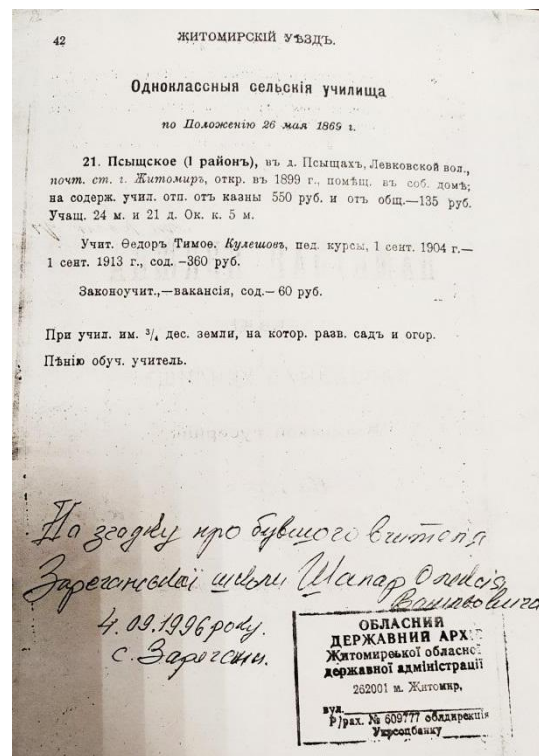 42
ЖИТОМИРСКІЙ УѢЗДЪ.
Одноклассныя сельскія училища
по Положенію 26 мая 1869 г.
21. Псыщское (I районъ), въ д. Псыщахъ, Левковской вол.,
почт. ст. г. Житомиръ, откр. въ 1899 г., помѣщ. въ соб. домѣ;
на содерж. учил. отп. отъ казны 550 руб. и отъ общ.—135 руб.
Учащ. 24 м. и 21 д. Ок. к. 5 м.
Учит. Ѳедоръ Тимоѳ. Кулешовъ, пед. курсы, 1 сент. 1904 г.—
1 сент. 1913 г., сод. -360 руб.
Законоучит.,—вакансія, сод.- 60 руб.
При учил. им. 3/4 дес. земли, на котор. разв. садъ и огор.
Пѣнію обуч. учитель.
На згадку про бувшого вчителя
школи Шапар Олексія
Васильовича
4.09.1996 року.
ОБЛАСНИЙ
ДЕРЖАВНИЙ АРХІ
Житомирської обласної
державної адміністрації
262001 м. Житомир,
вул.
Р/рах. № 609777 облдирекція
Укрсоцбанку